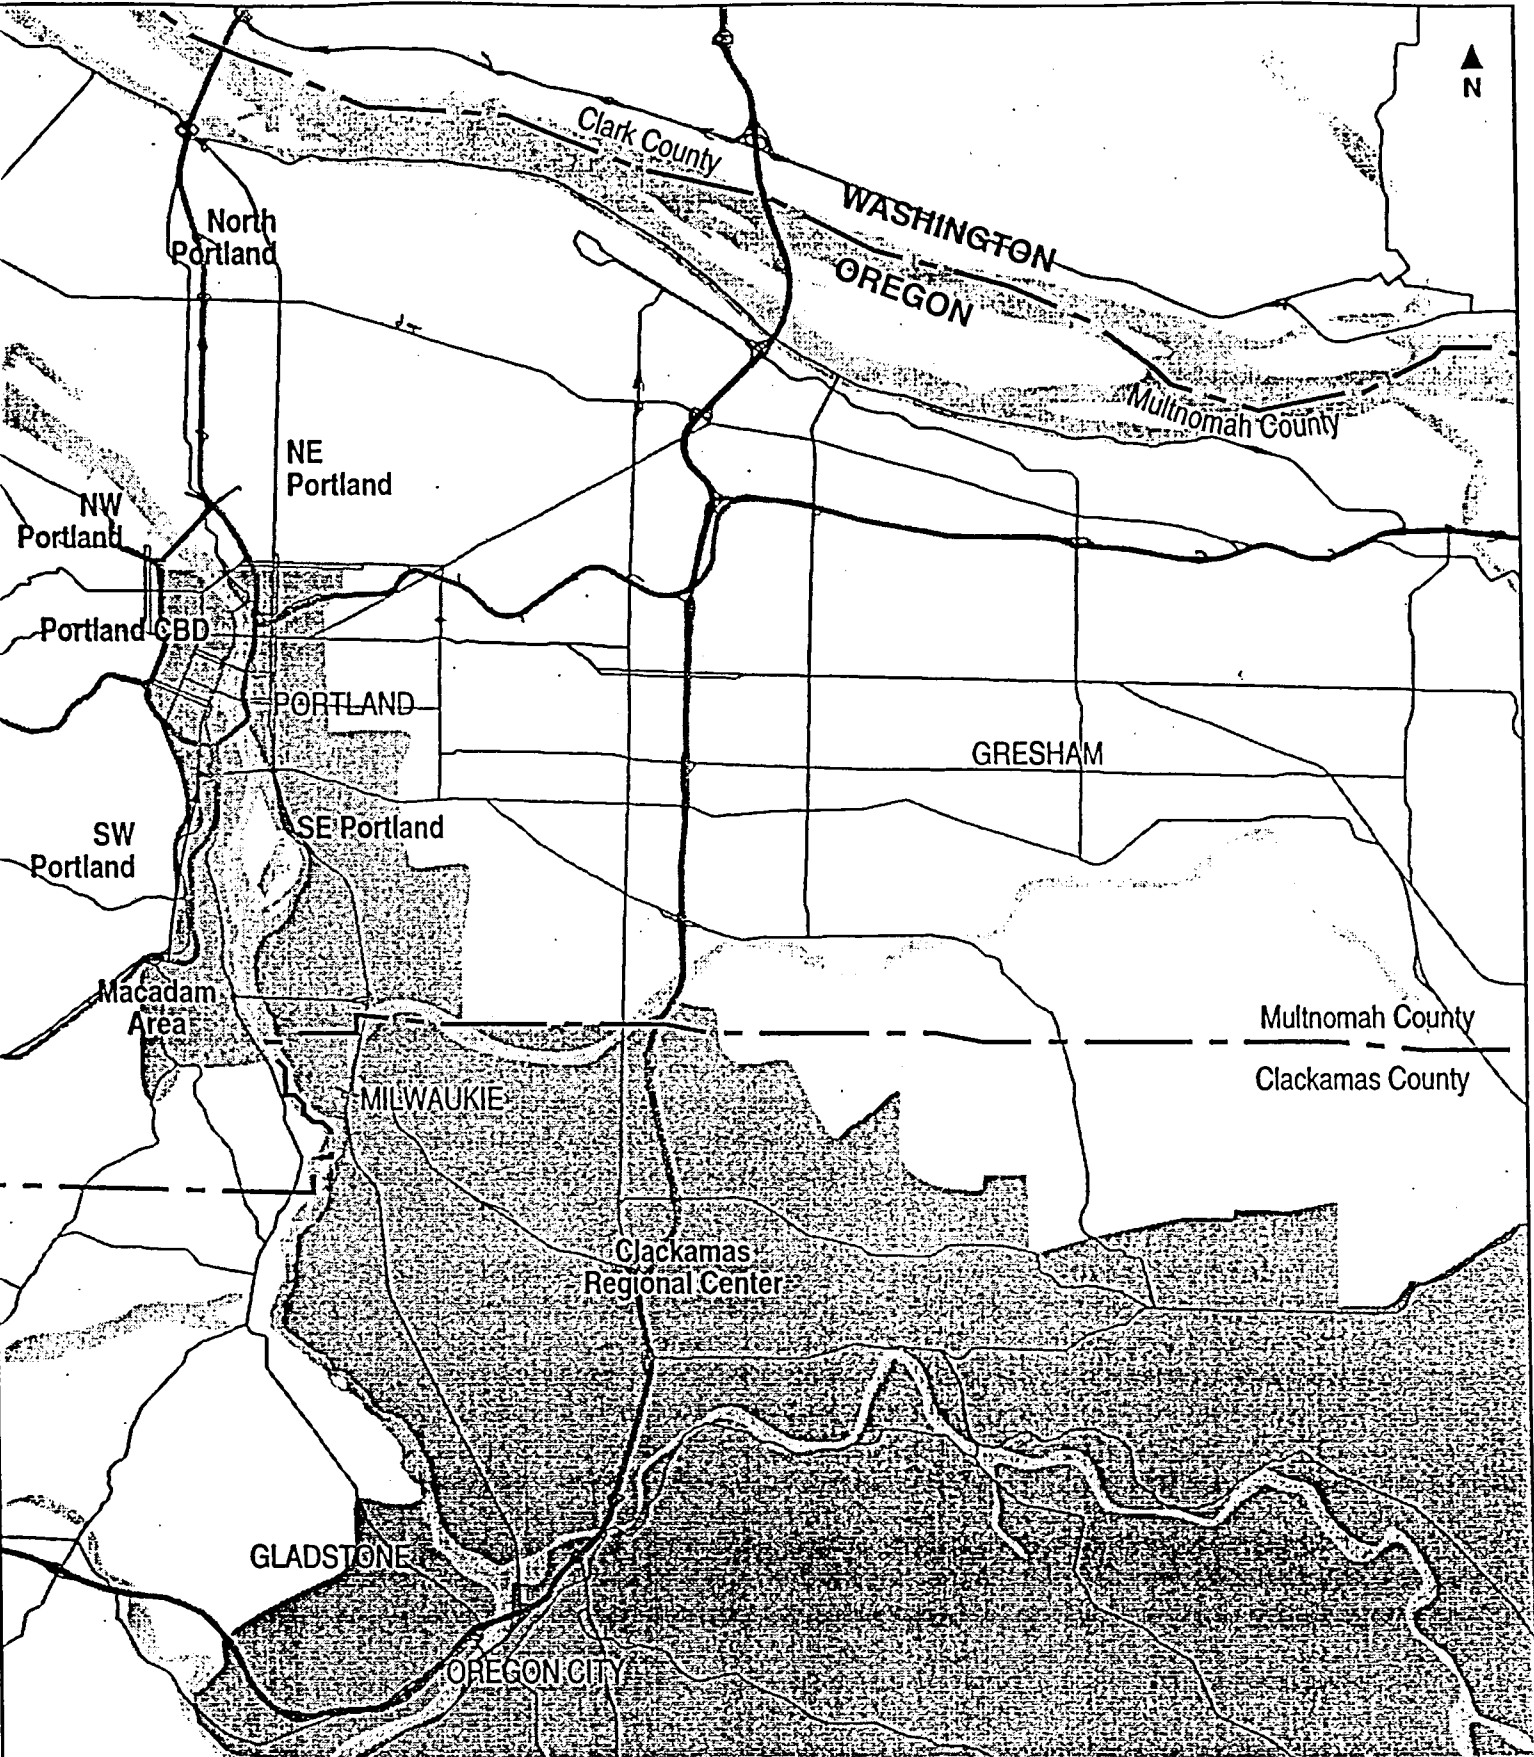 N
Clark County
WASHINGTON
OREGON
North
Portland
Multnomah County
NE
Portland
NW
Portland
Portland CBD
PORTLAND
GRESHAM
SW
Portland
SE Portland
Macadam
Area
Multnomah County
Clackamas County
MILWAUKIE
Clackamas
Regional Center
GLADSTONE
OREGON CITY